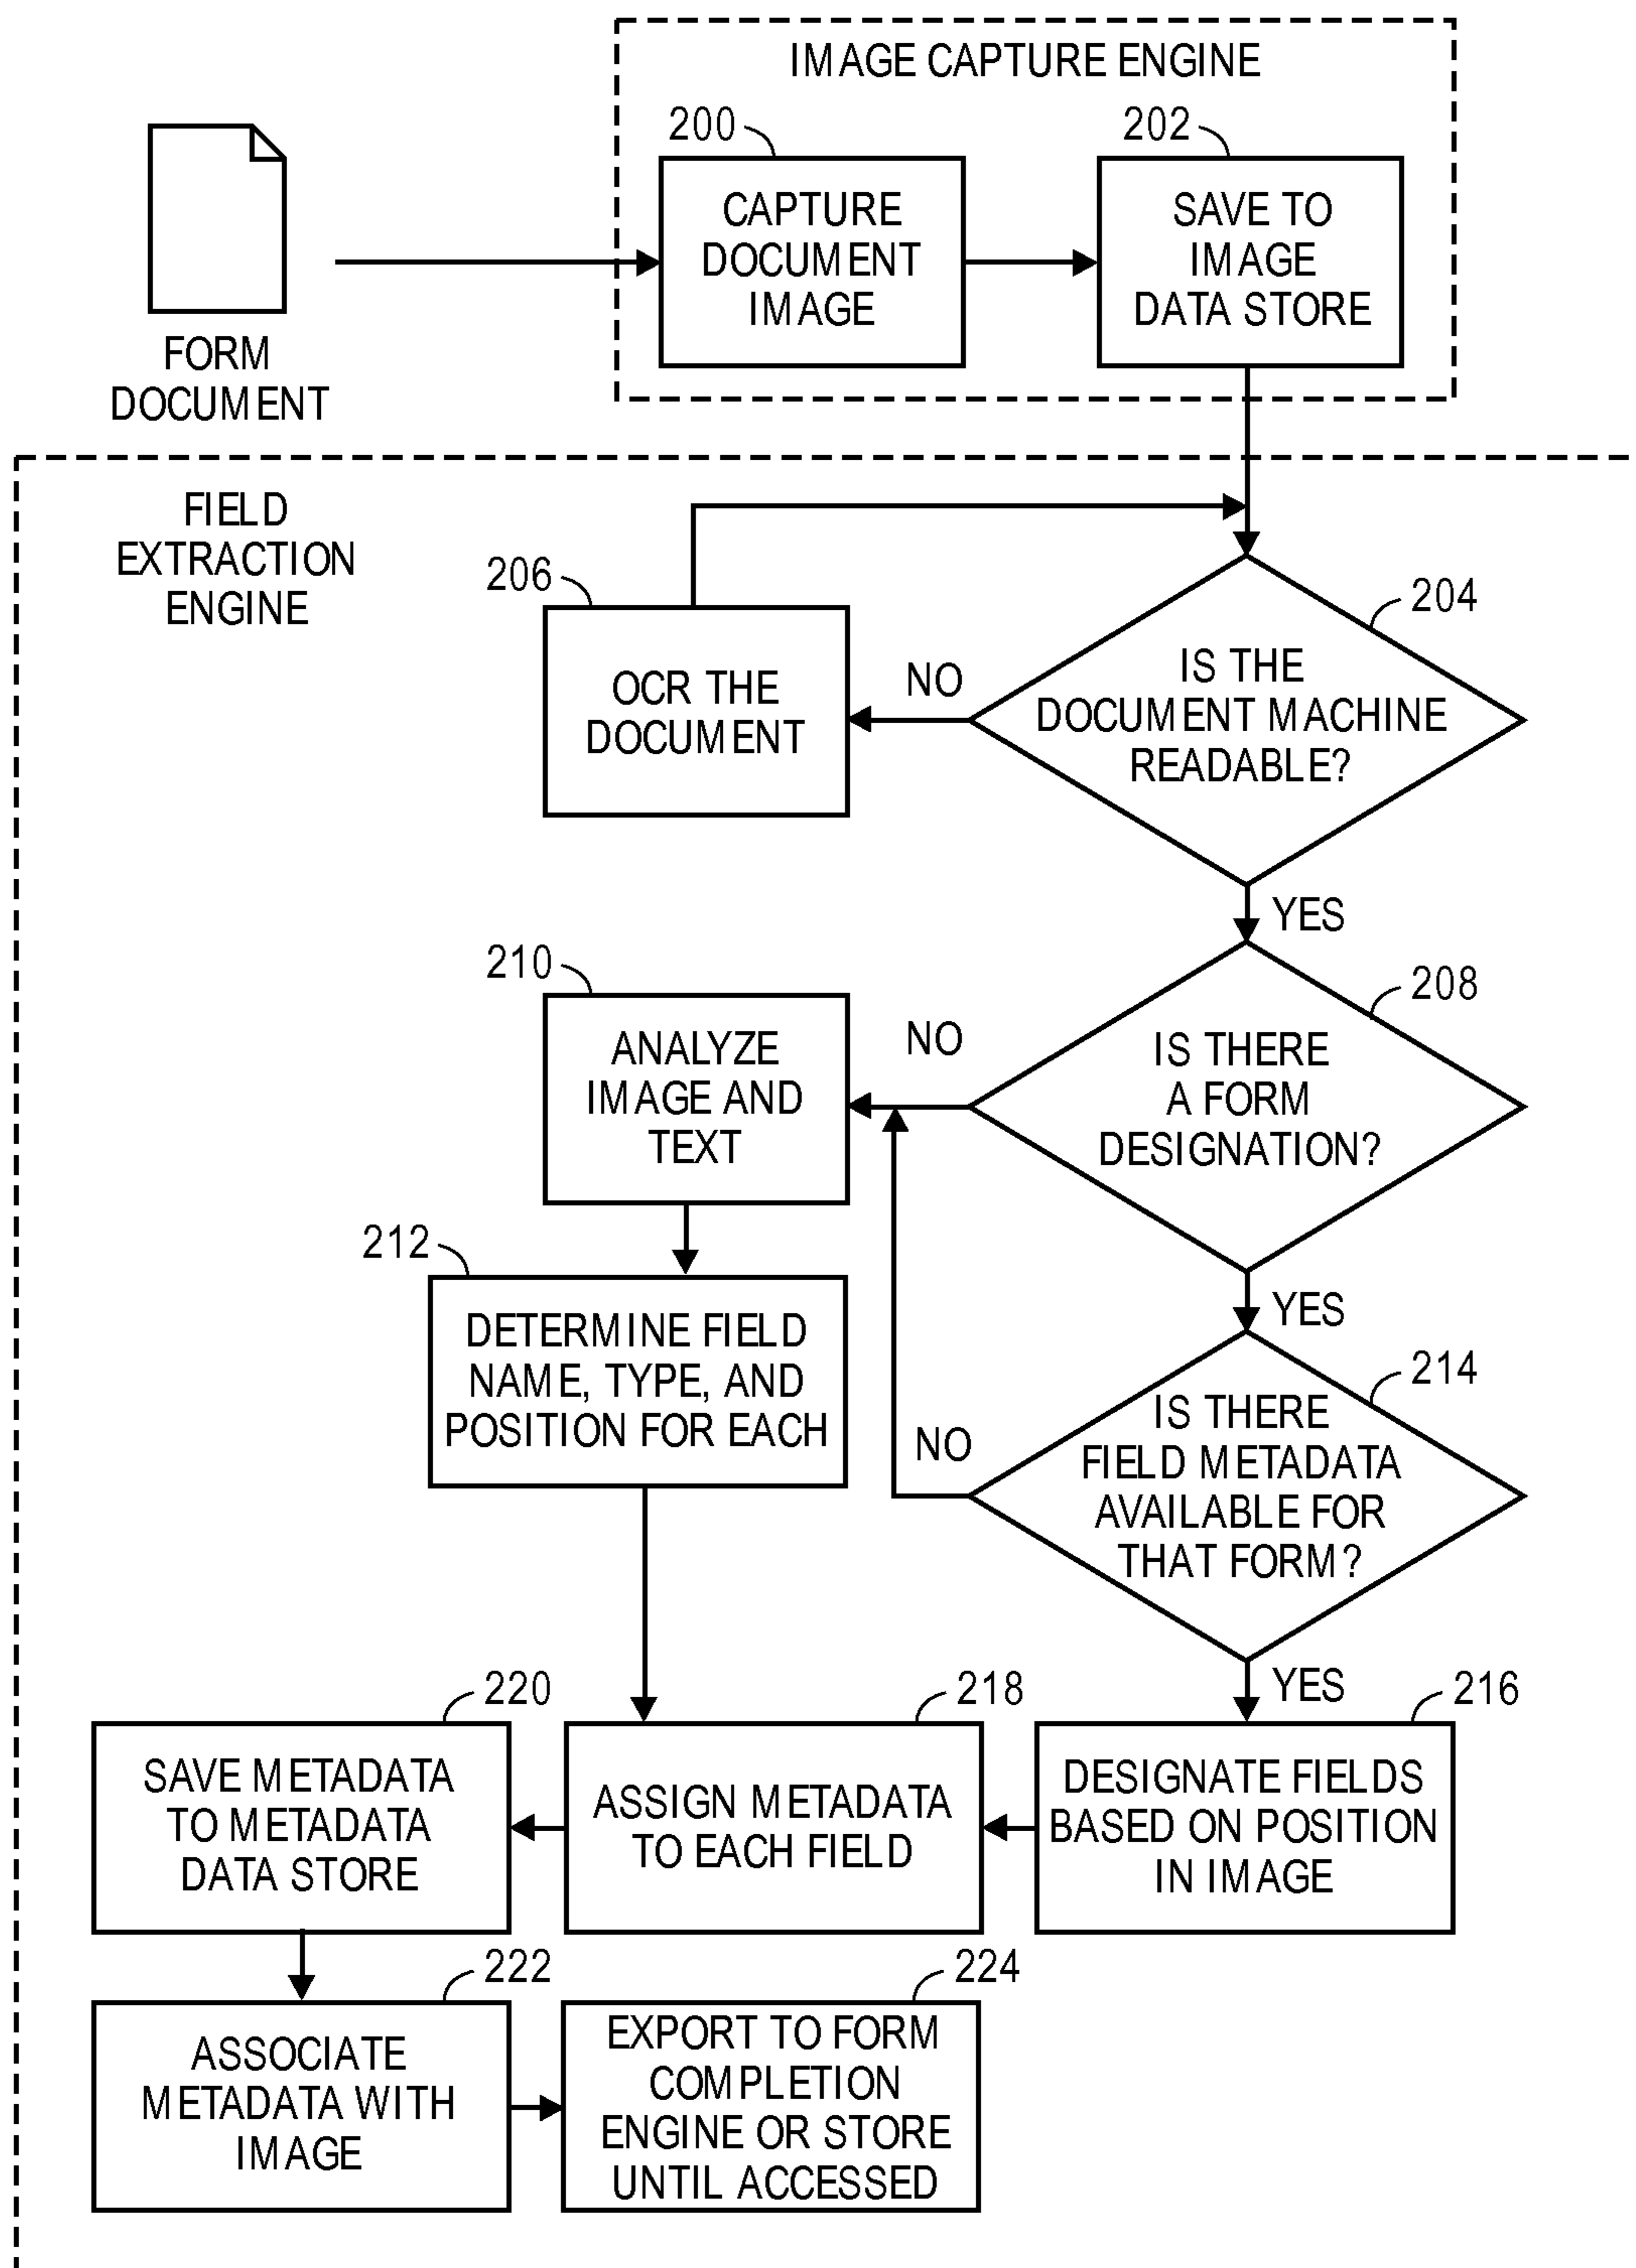 IMAGE CAPTURE ENGINE
200
202
CAPTURE
DOCUMENT
IMAGE
SAVE TO
IMAGE
DATA STORE
FORM
DOCUMENT
FIELD
EXTRACTION
ENGINE
206
OCR THE
DOCUMENT
NO
204
IS THE
DOCUMENT MACHINE
READABLE?
YES
210
ANALYZE
IMAGE AND
TEXT
NO
208
IS THERE
A FORM
DESIGNATION?
YES
212
DETERMINE FIELD
NAME, TYPE, AND
POSITION FOR EACH
NO
214
IS THERE
FIELD METADATA
AVAILABLE FOR
THAT FORM?
YES
220
SAVE METADATA
TO METADATA
DATA STORE
218
ASSIGN METADATA
TO EACH FIELD
216
DESIGNATE FIELDS
BASED ON POSITION
IN IMAGE
222
ASSOCIATE
METADATA WITH
IMAGE
224
EXPORT TO FORM
COMPLETION
ENGINE OR STORE
UNTIL ACCESSED